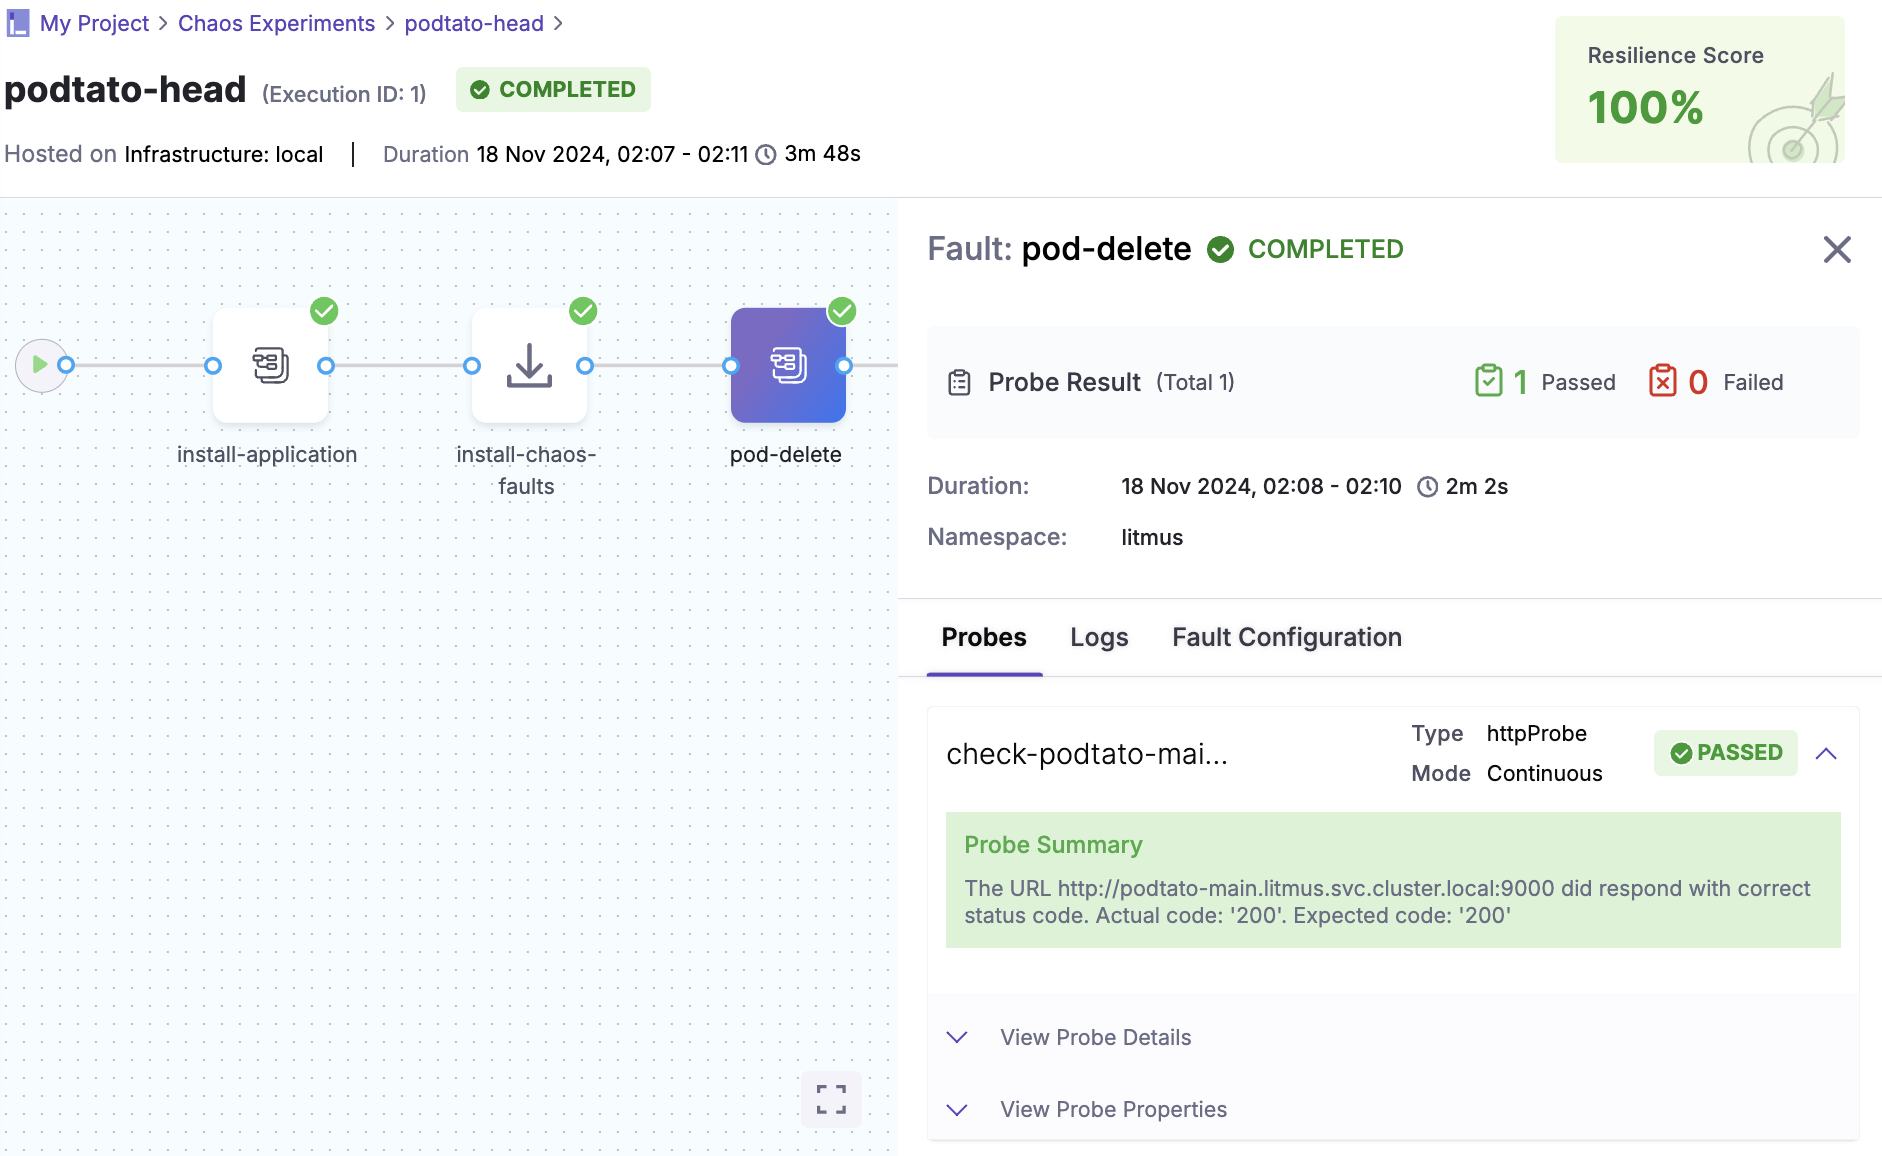 My Project > Chaos Experiments > podtato-head >
podtato-head (Execution ID: 1) COMPLETED
Hosted on Infrastructure: local | Duration 18 Nov 2024, 02:07 - 02:11 3m 48s
Resilience Score
100%
install-application
install-chaos-
faults
pod-delete
Fault: pod-delete COMPLETED
Probe Result (Total 1) 1 Passed 0 Failed
Duration: 18 Nov 2024, 02:08 - 02:10 2m 2s
Namespace: litmus
Probes Logs Fault Configuration
check-podtato-mai...
Type httpProbe
Mode Continuous
PASSED
Probe Summary
The URL http://podtato-main.litmus.svc.cluster.local:9000 did respond with correct
status code. Actual code: '200'. Expected code: '200'
View Probe Details
View Probe Properties